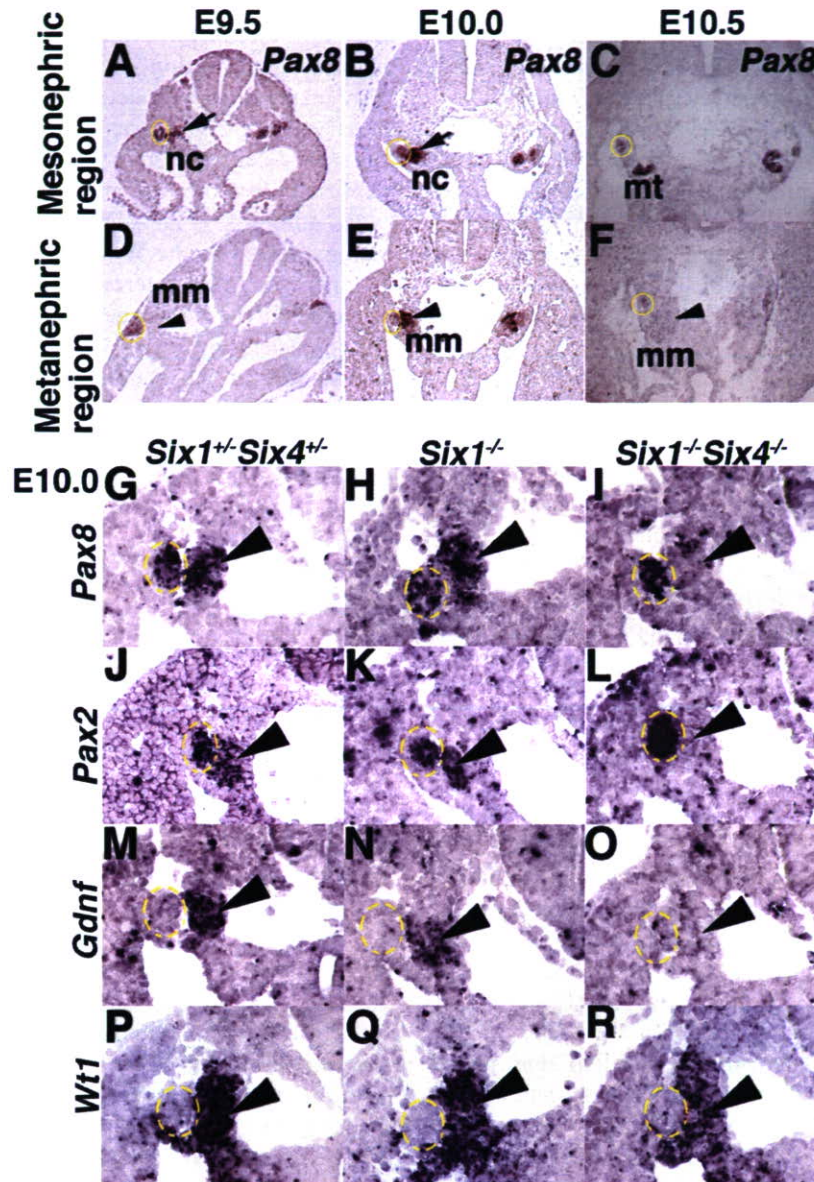 E9.5 E10.0 E10.5
Mesonephric region
A Pax8
nc
B Pax8
nc
C Pax8
mt
Metanephric region
D
mm
E
mm
F
mm
Six1+/-Six4+/- Six1-/- Six1-/-Six4-/-
E10.0
Pax8
G H I
Pax2
J K L
Gdnf
M N O
Wt1
P Q R